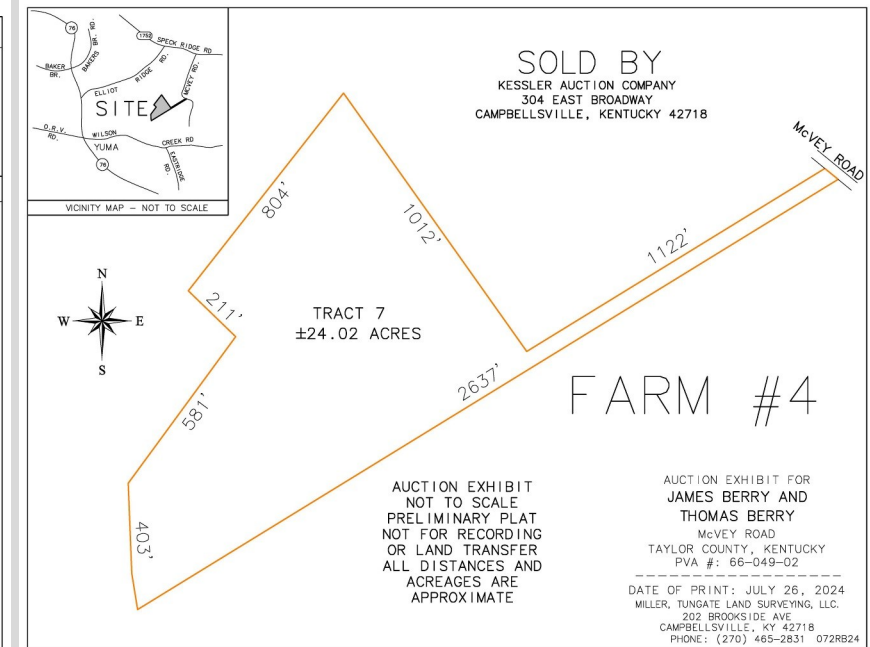 76
1752
SPECK RIDGE RD
BAKER
BR.
BAKERS BR. RD.
ELLIOT
RIDGE
RD.
MCVEY RD.
SITE
O.R.V.
RD.
WILSON
CREEK RD
YUMA
76
EASTRIDGE
RD.
VICINITY MAP - NOT TO SCALE
SOLD BY
KESSLER AUCTION COMPANY
304 EAST BROADWAY
CAMPBELLSVILLE, KENTUCKY 42718
McVEY ROAD
804'
1012'
1122'
211'
N
W
E
S
TRACT 7
±24.02 ACRES
2637'
581'
403'
FARM #4
AUCTION EXHIBIT
NOT TO SCALE
PRELIMINARY PLAT
NOT FOR RECORDING
OR LAND TRANSFER
ALL DISTANCES AND
ACREAGES ARE
APPROXIMATE
AUCTION EXHIBIT FOR
JAMES BERRY AND
THOMAS BERRY
McVEY ROAD
TAYLOR COUNTY, KENTUCKY
PVA #: 66-049-02
DATE OF PRINT: JULY 26, 2024
MILLER, TUNGATE LAND SURVEYING, LLC.
202 BROOKSIDE AVE
CAMPBELLSVILLE, KY 42718
PHONE: (270) 465-2831 072RB24